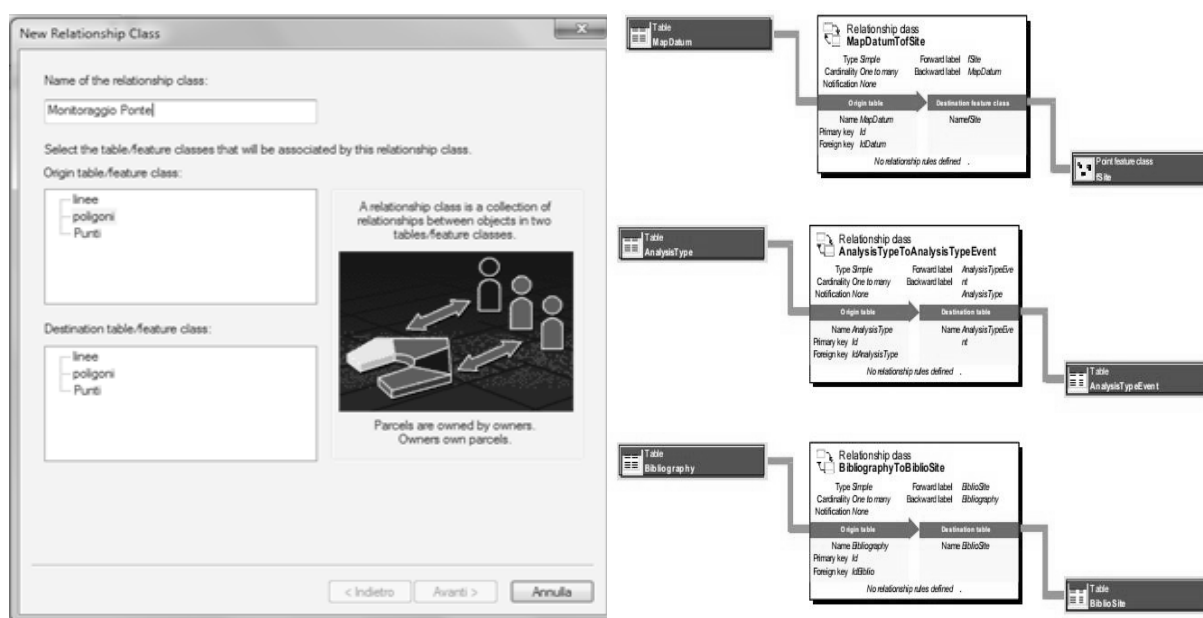 New Relationship Class
Name of the relationship class:
Monitoraggio Ponte
Select the table/feature classes that will be associated by this relationship class.
Origin table/feature class:
linee
poligoni
Punti
A relationship class is a collection of
relationships between objects in two
tables/feature classes.
Destination table/feature class:
linee
poligoni
Punti
Parcels are owned by owners.
Owners own parcels.
< Indietro
Avanti >
Annulla
Table
MapDatum
Relationship class
MapDatumTofSite
Type Simple Forward label fSite
Cardinality One to many Backward label MapDatum
Notification None
Origin table Destination feature class
Name MapDatum Name fSite
Primary key Id
Foreign key IdDatum
No relationship rules defined .
Point feature class
fSite
Table
AnalysisType
Relationship class
AnalysisTypeToAnalysisTypeEvent
Type Simple Forward label AnalysisTypeEve
Cardinality One to many Backward label nt
Notification None AnalysisType
Origin table Destination table
Name AnalysisType Name AnalysisTypeEve
Primary key Id nt
Foreign key IdAnalysisType
No relationship rules defined .
Table
AnalysisTypeEvent
Table
Bibliography
Relationship class
BibliographyToBiblioSite
Type Simple Forward label BiblioSite
Cardinality One to many Backward label Bibliography
Notification None
Origin table Destination table
Name Bibliography Name BiblioSite
Primary key Id
Foreign key IdBiblio
No relationship rules defined .
Table
BiblioSite